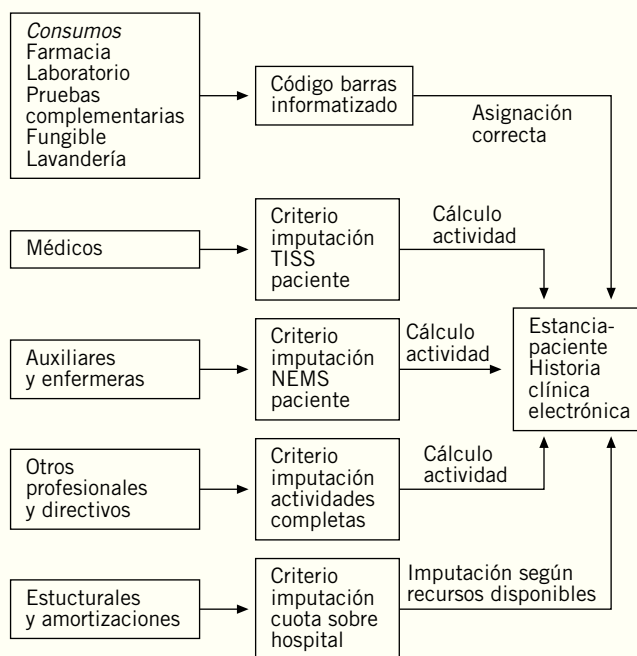 Consumos
Farmacia
Laboratorio
Pruebas
complementarias
Fungible
Lavandería
Código barras
informatizado
Asignación
correcta
Médicos
Criterio
imputación
TISS
paciente
Cálculo
actividad
Auxiliares
y enfermeras
Criterio
imputación
NEMS
paciente
Cálculo
actividad
Estancia-
paciente
Historia
clínica
electrónica
Otros
profesionales
y directivos
Criterio
imputación
actividades
completas
Cálculo
actividad
Estucturales
y amortizaciones
Criterio
imputación
cuota sobre
hospital
Imputación según
recursos disponibles